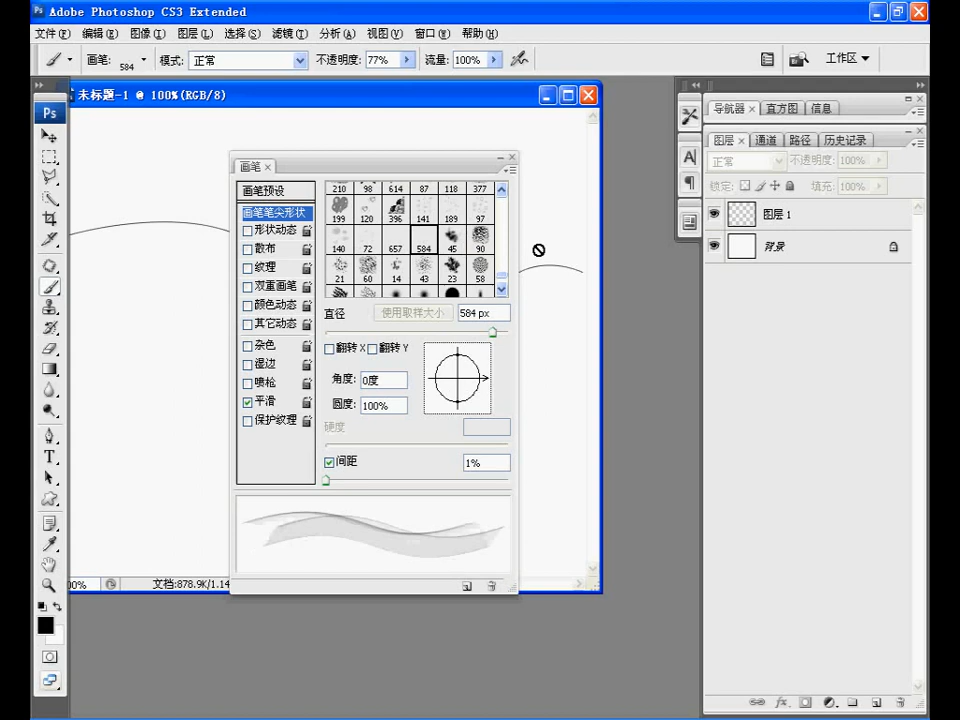 Adobe Photoshop CS3 Extended
文件(F) 编辑(E) 图像(I) 图层(L) 选择(S) 滤镜(T) 分析(A) 视图(V) 窗口(W) 帮助(H)
画笔: 584 模式: 正常 不透明度: 77% 流量: 100% 工作区
未标题-1 @ 100%(RGB/8)
Ps
导航器 × 直方图 信息
图层 × 通道 路径 历史记录
正常 不透明度: 100%
锁定: 填充: 100%
图层 1
背景
画笔 ×
画笔预设
画笔笔尖形状
形状动态
散布
纹理
双重画笔
颜色动态
其它动态
杂色
湿边
喷枪
平滑
保护纹理
210 98 614 87 118 377
199 120 396 141 189 97
140 72 657 584 45 90
21 60 14 43 23 58
直径 使用取样大小 584 px
翻转 X 翻转 Y
角度: 0度
圆度: 100%
硬度
间距 1%
00% 文档:878.9K/1.14